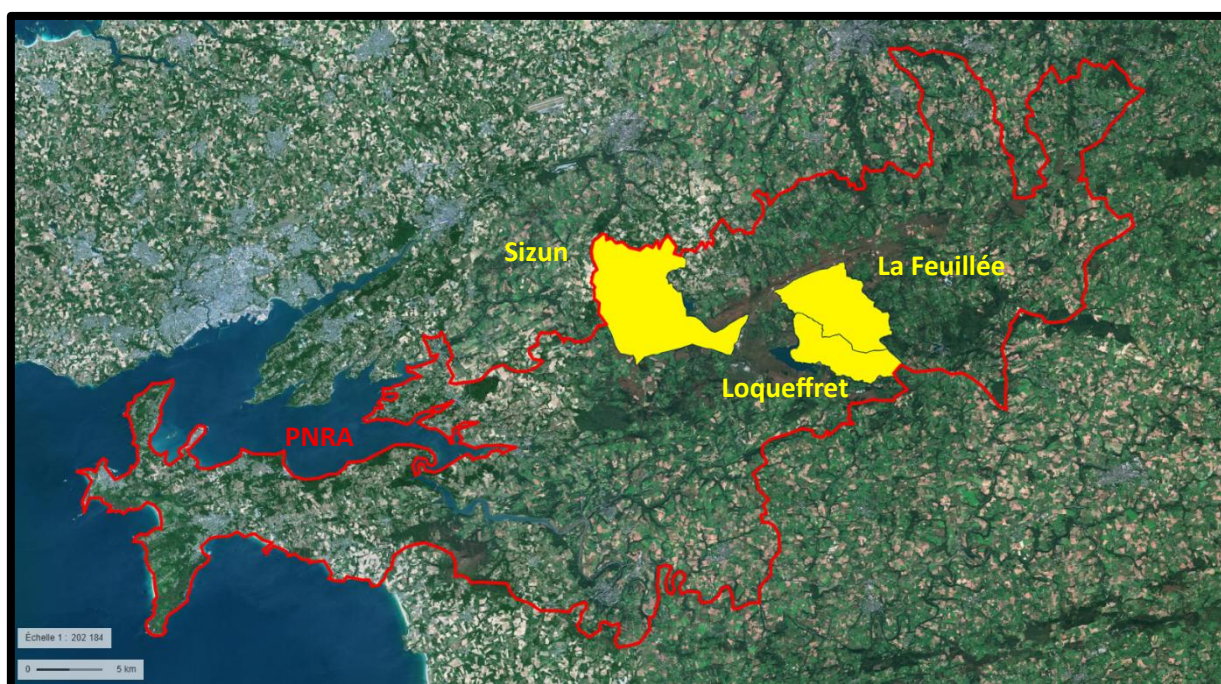 Sizun
La Feuillée
Loqueffret
PNRA
Échelle 1 : 202 184
0 5 km